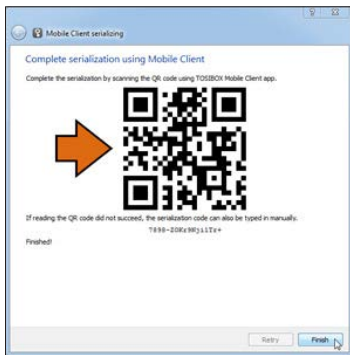 Mobile Client serializing
Complete serialization using Mobile Client
Complete the serialization by scanning the QR code using TOSIBOX Mobile Client app.
If reading the QR code did not succeed, the serialization code can also be typed in manually.
Finished!
Retry
Finish